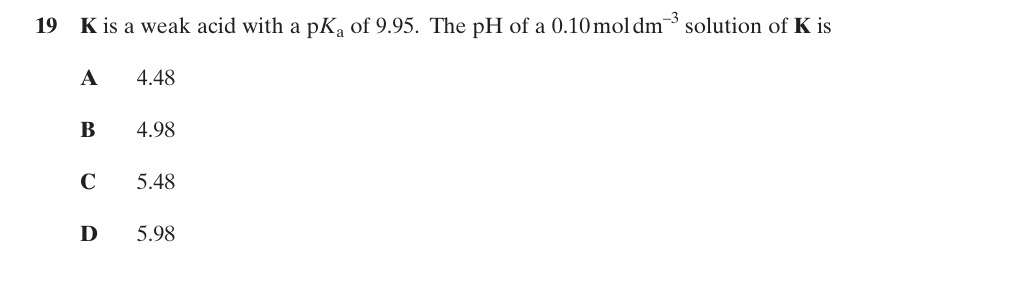 19 K is a weak acid with a pKₐ of 9.95. The pH of a 0.10 mol dm⁻³ solution of K is
A 4.48
B 4.98
C 5.48
D 5.98